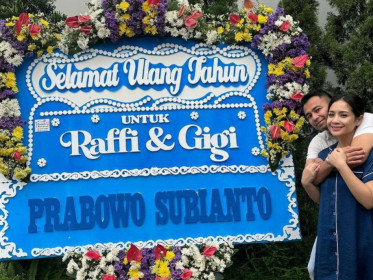 Selamat Ulang Tahun
UNTUK
Raffi & Gigi
PRABOWO SUBIANTO